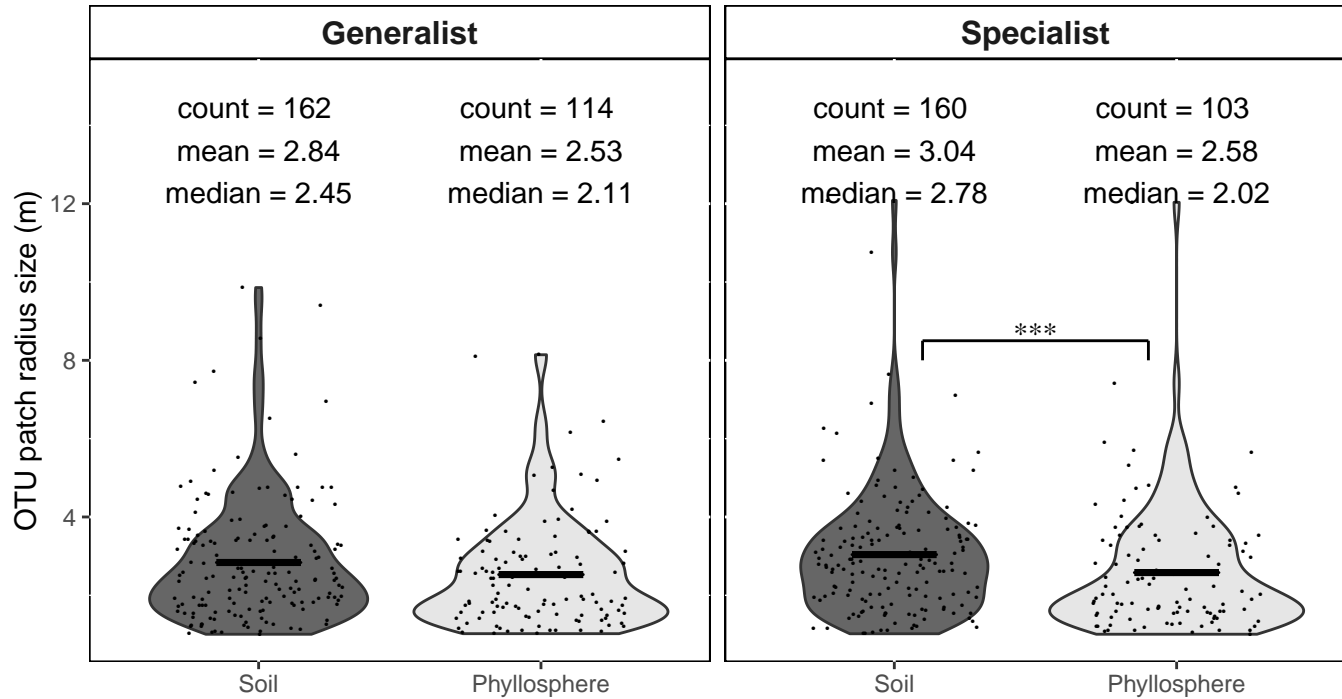 Generalist
Specialist
count = 162
mean = 2.84
median = 2.45
count = 114
mean = 2.53
median = 2.11
count = 160
mean = 3.04
median = 2.78
count = 103
mean = 2.58
median = 2.02
***
OTU patch radius size (m)
12
8
4
Soil
Phyllosphere
Soil
Phyllosphere